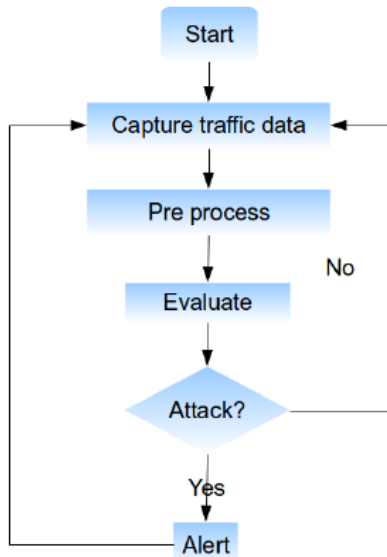 Start
Capture traffic data
Pre process
No
Evaluate
Attack?
Yes
Alert